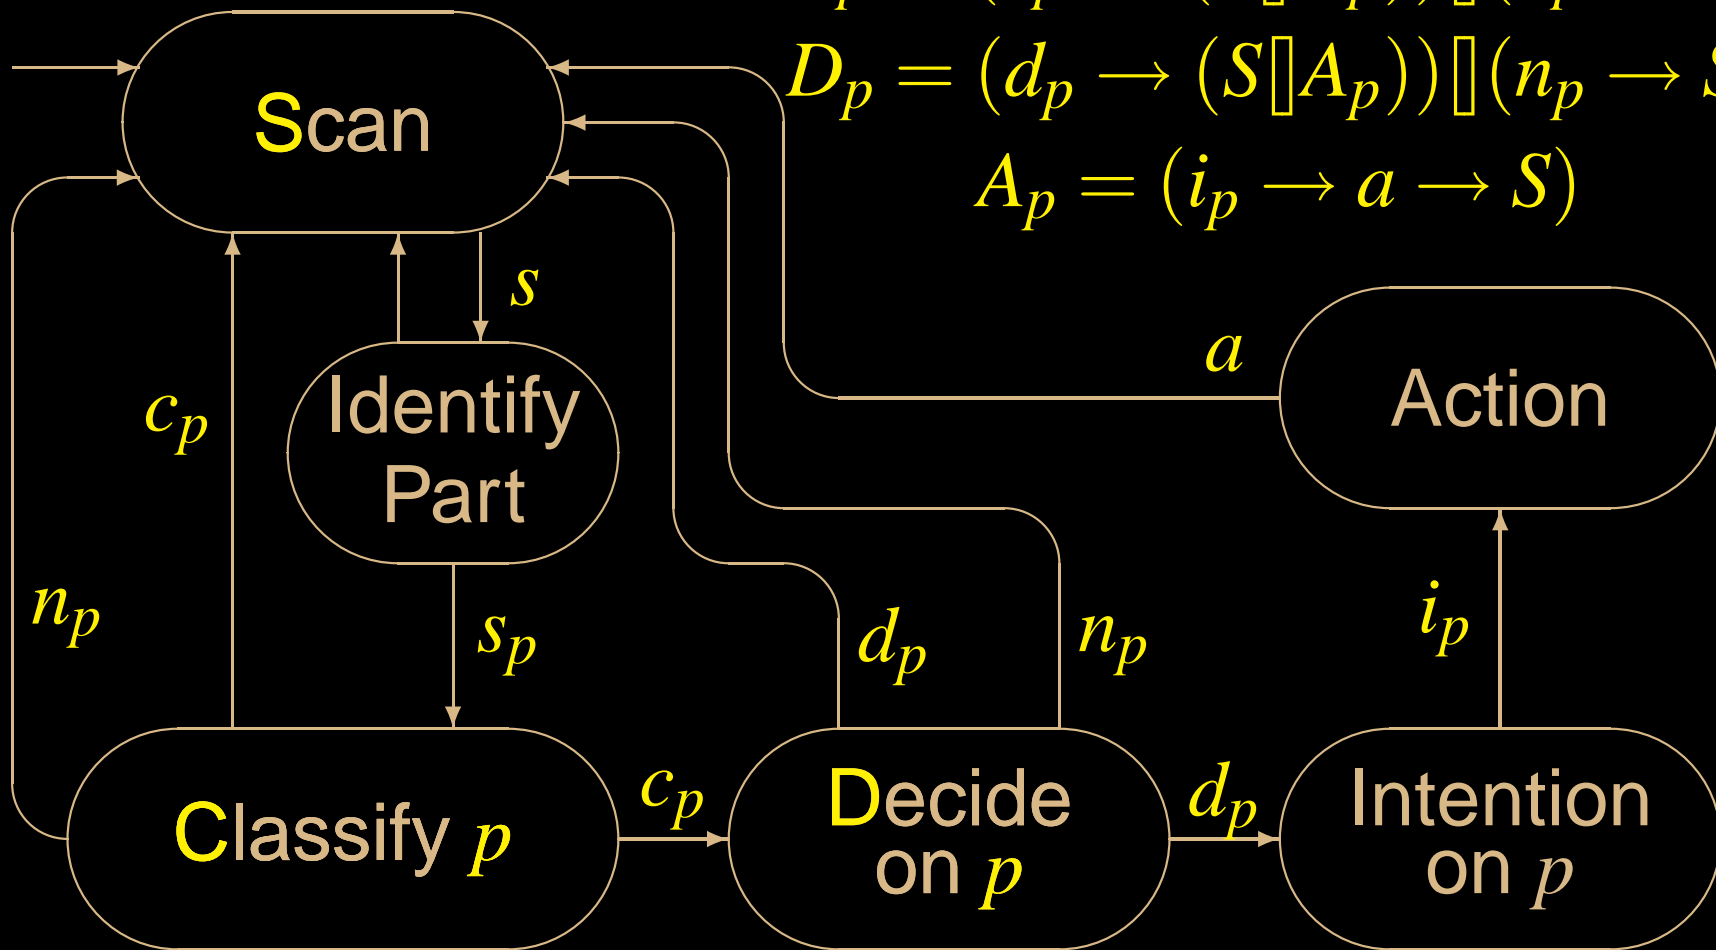 D_p = (d_p → (S▯A_p))▯(n_p → S
A_p = (i_p → a → S)
Scan
s
a
Identify
Part
Action
c_p
n_p
s_p
d_p
n_p
i_p
Classify p
c_p
Decide
on p
d_p
Intention
on p